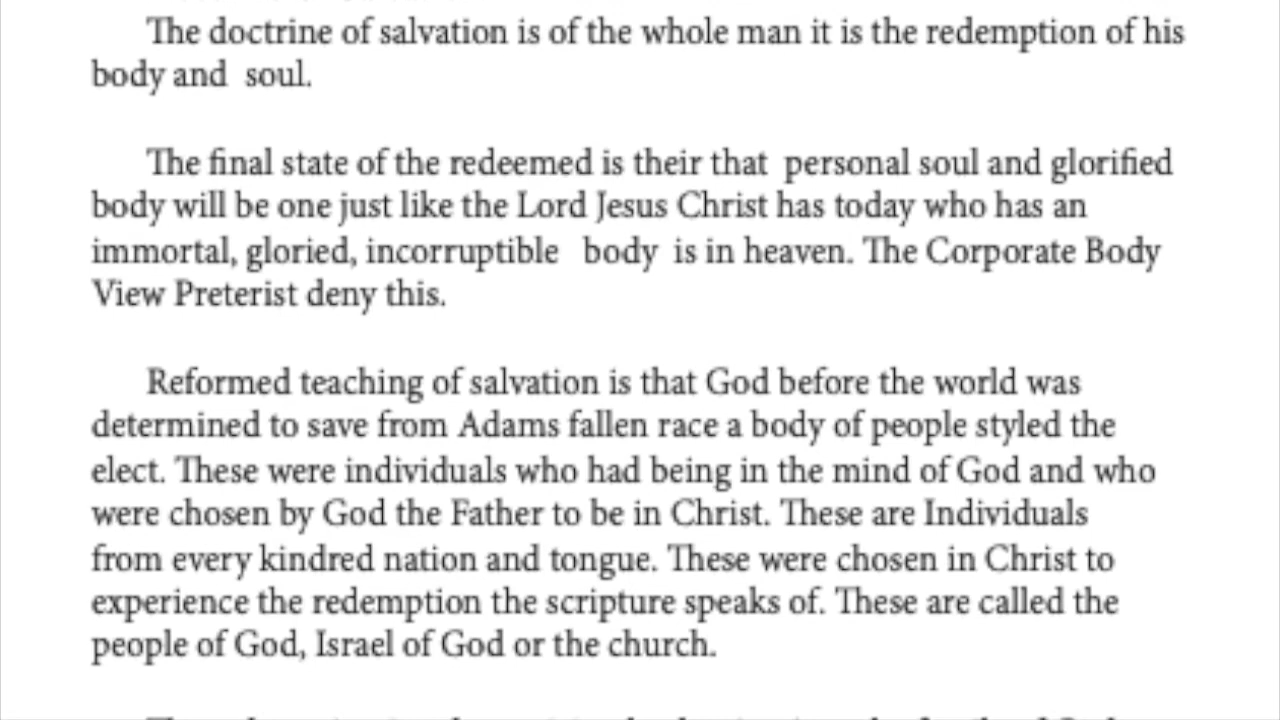 The doctrine of salvation is of the whole man it is the redemption of his
body and soul.
The final state of the redeemed is their that personal soul and glorified
body will be one just like the Lord Jesus Christ has today who has an
immortal, gloried, incorruptible body is in heaven. The Corporate Body
View Preterist deny this.
Reformed teaching of salvation is that God before the world was
determined to save from Adams fallen race a body of people styled the
elect. These were individuals who had being in the mind of God and who
were chosen by God the Father to be in Christ. These are Individuals
from every kindred nation and tongue. These were chosen in Christ to
experience the redemption the scripture speaks of. These are called the
people of God, Israel of God or the church.